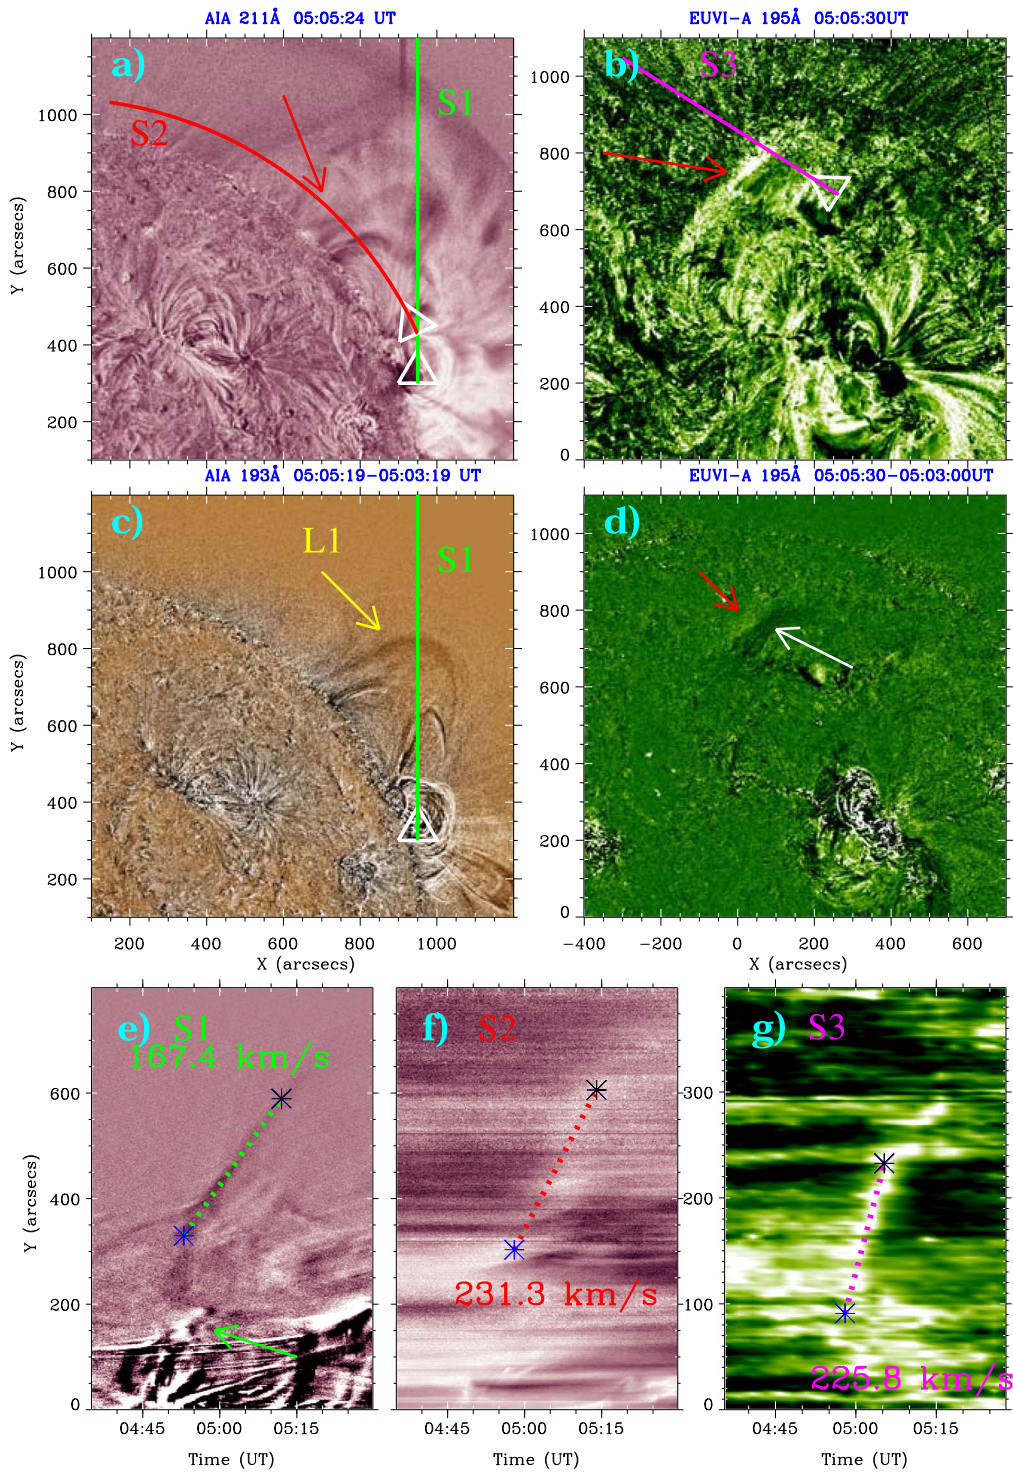 AIA 211Å 05:05:24 UT
EUVI-A 195Å 05:05:30UT
a)
S1
S2
b)
S3
Y (arcsecs)
1000
800
600
400
200
1000
800
600
400
200
0
AIA 193Å 05:05:19-05:03:19 UT
EUVI-A 195Å 05:05:30-05:03:00UT
c)
L1
S1
d)
Y (arcsecs)
1000
800
600
400
200
1000
800
600
400
200
0
200 400 600 800 1000
X (arcsecs)
-400 -200 0 200 400 600
X (arcsecs)
e) S1
167.4 km/s
f) S2
231.3 km/s
g) S3
225.8 km/s
Y (arcsecs)
600
400
200
0
300
200
100
0
04:45 05:00 05:15
Time (UT)
04:45 05:00 05:15
Time (UT)
04:45 05:00 05:15
Time (UT)